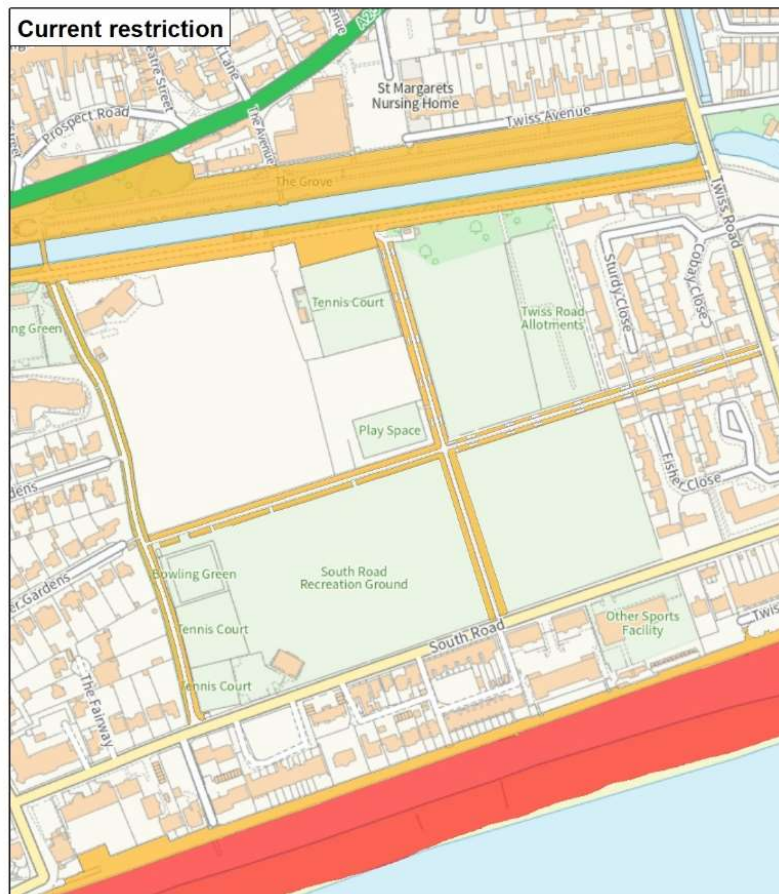 Current restriction
St Margarets
Nursing Home
Prospect Road
The Avenue
Twiss Avenue
The Grove
Twiss Road
Tennis Court
Twiss Road
Allotments
Sturdy Close
Cobay Close
Play Space
Fisher Close
Bowling Green
South Road
Recreation Ground
Tennis Court
Tennis Court
South Road
Other Sports
Facility
The Fairway